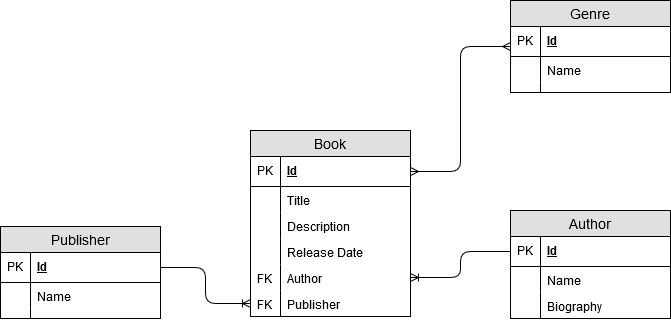 Genre
PK Id
Name
Book
PK Id
Title
Description
Release Date
FK Author
FK Publisher
Publisher
PK Id
Name
Author
PK Id
Name
Biography